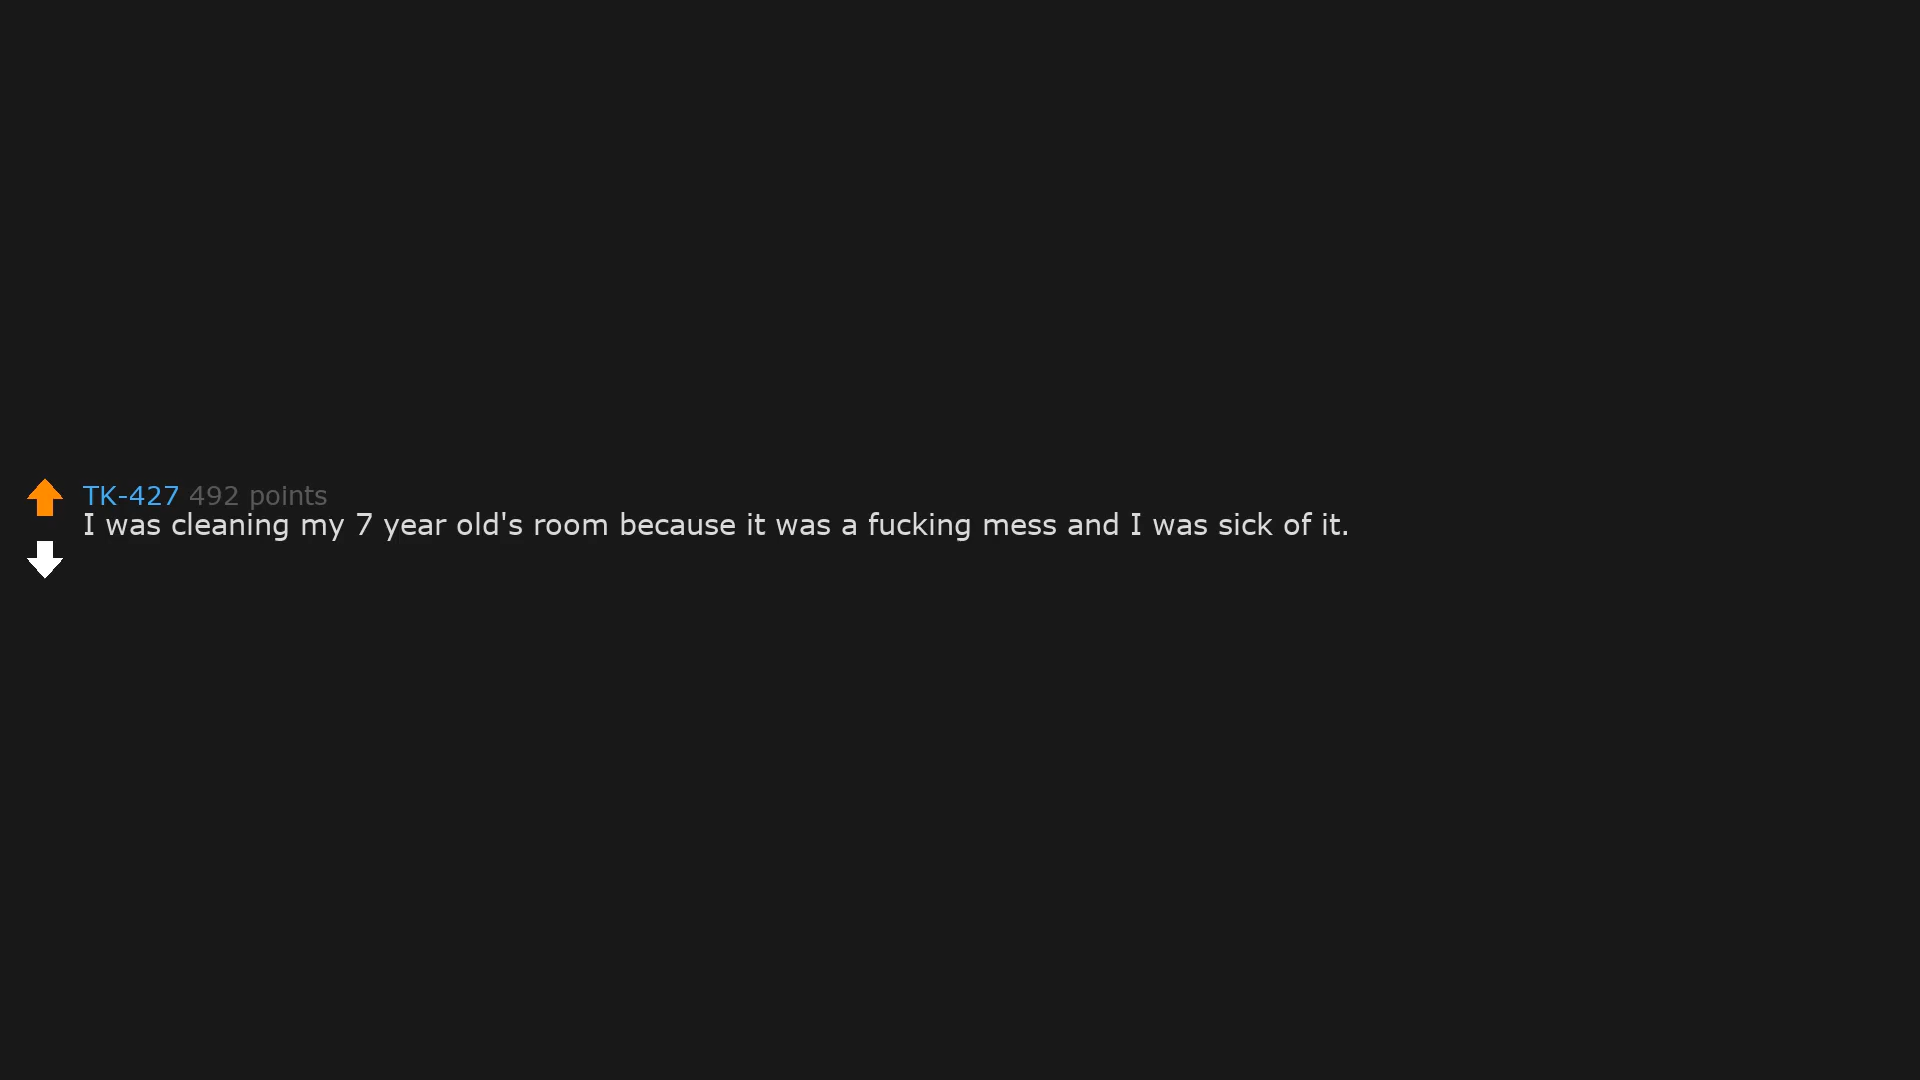 TK-427 492 points
I was cleaning my 7 year old's room because it was a fucking mess and I was sick of it.